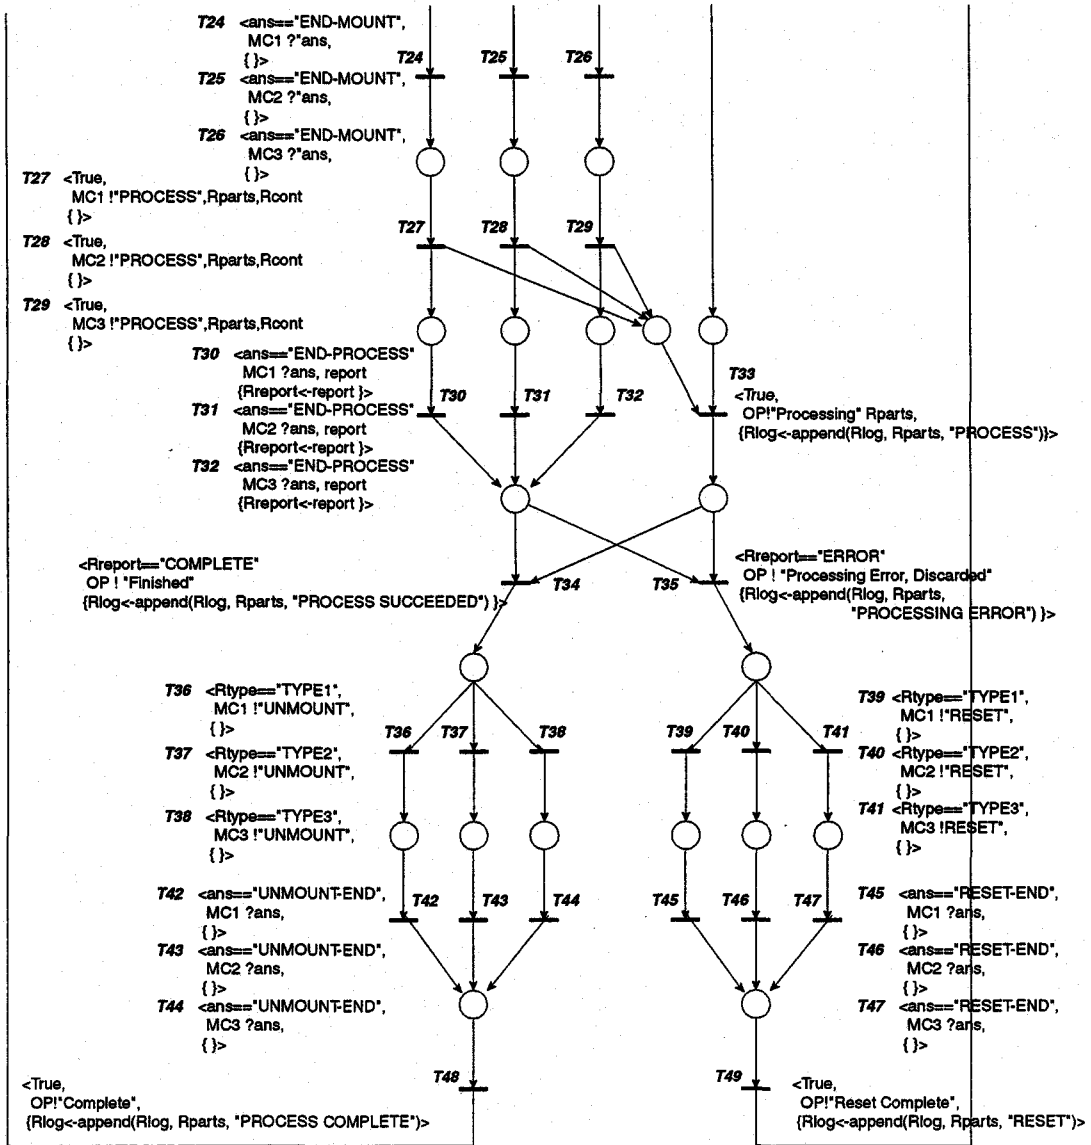 T24 <ans=="END-MOUNT",
MC1 ?"ans,
{ }>
T25 <ans=="END-MOUNT",
MC2 ?"ans,
{ }>
T26 <ans=="END-MOUNT",
MC3 ?"ans,
{ }>
T24
T25
T26
T27 <True,
MC1 !"PROCESS",Rparts,Rcont
{ }>
T28 <True,
MC2 !"PROCESS",Rparts,Rcont
{ }>
T29 <True,
MC3 !"PROCESS",Rparts,Rcont
{ }>
T27
T28
T29
T30 <ans=="END-PROCESS"
MC1 ?ans, report
{Rreport<-report }>
T31 <ans=="END-PROCESS"
MC2 ?ans, report
{Rreport<-report }>
T32 <ans=="END-PROCESS"
MC3 ?ans, report
{Rreport<-report }>
T30
T31
T32
T33
<True,
OP!"Processing" Rparts,
{Rlog<-append(Rlog, Rparts, "PROCESS")}>
<Rreport=="COMPLETE"
OP ! "Finished"
{Rlog<-append(Rlog, Rparts, "PROCESS SUCCEEDED") }>
T34
T35
<Rreport=="ERROR"
OP ! "Processing Error, Discarded"
{Rlog<-append(Rlog, Rparts,
"PROCESSING ERROR") }>
T36 <Rtype=="TYPE1",
MC1 !"UNMOUNT",
{ }>
T37 <Rtype=="TYPE2",
MC2 !"UNMOUNT",
{ }>
T38 <Rtype=="TYPE3",
MC3 !"UNMOUNT",
{ }>
T36
T37
T38
T39
T40
T41
T39 <Rtype=="TYPE1",
MC1 !"RESET",
{ }>
T40 <Rtype=="TYPE2",
MC2 !"RESET",
{ }>
T41 <Rtype=="TYPE3",
MC3 !RESET",
{ }>
T42 <ans=="UNMOUNT-END",
MC1 ?ans,
{ }>
T43 <ans=="UNMOUNT-END",
MC2 ?ans,
{ }>
T44 <ans=="UNMOUNT-END",
MC3 ?ans,
{ }>
T42
T43
T44
T45
T46
T47
T45 <ans=="RESET-END",
MC1 ?ans,
{ }>
T46 <ans=="RESET-END",
MC2 ?ans,
{ }>
T47 <ans=="RESET-END",
MC3 ?ans,
{ }>
T48
<True,
OP!"Complete",
{Rlog<-append(Rlog, Rparts, "PROCESS COMPLETE")>
T49
<True,
OP!"Reset Complete",
{Rlog<-append(Rlog, Rparts, "RESET")>